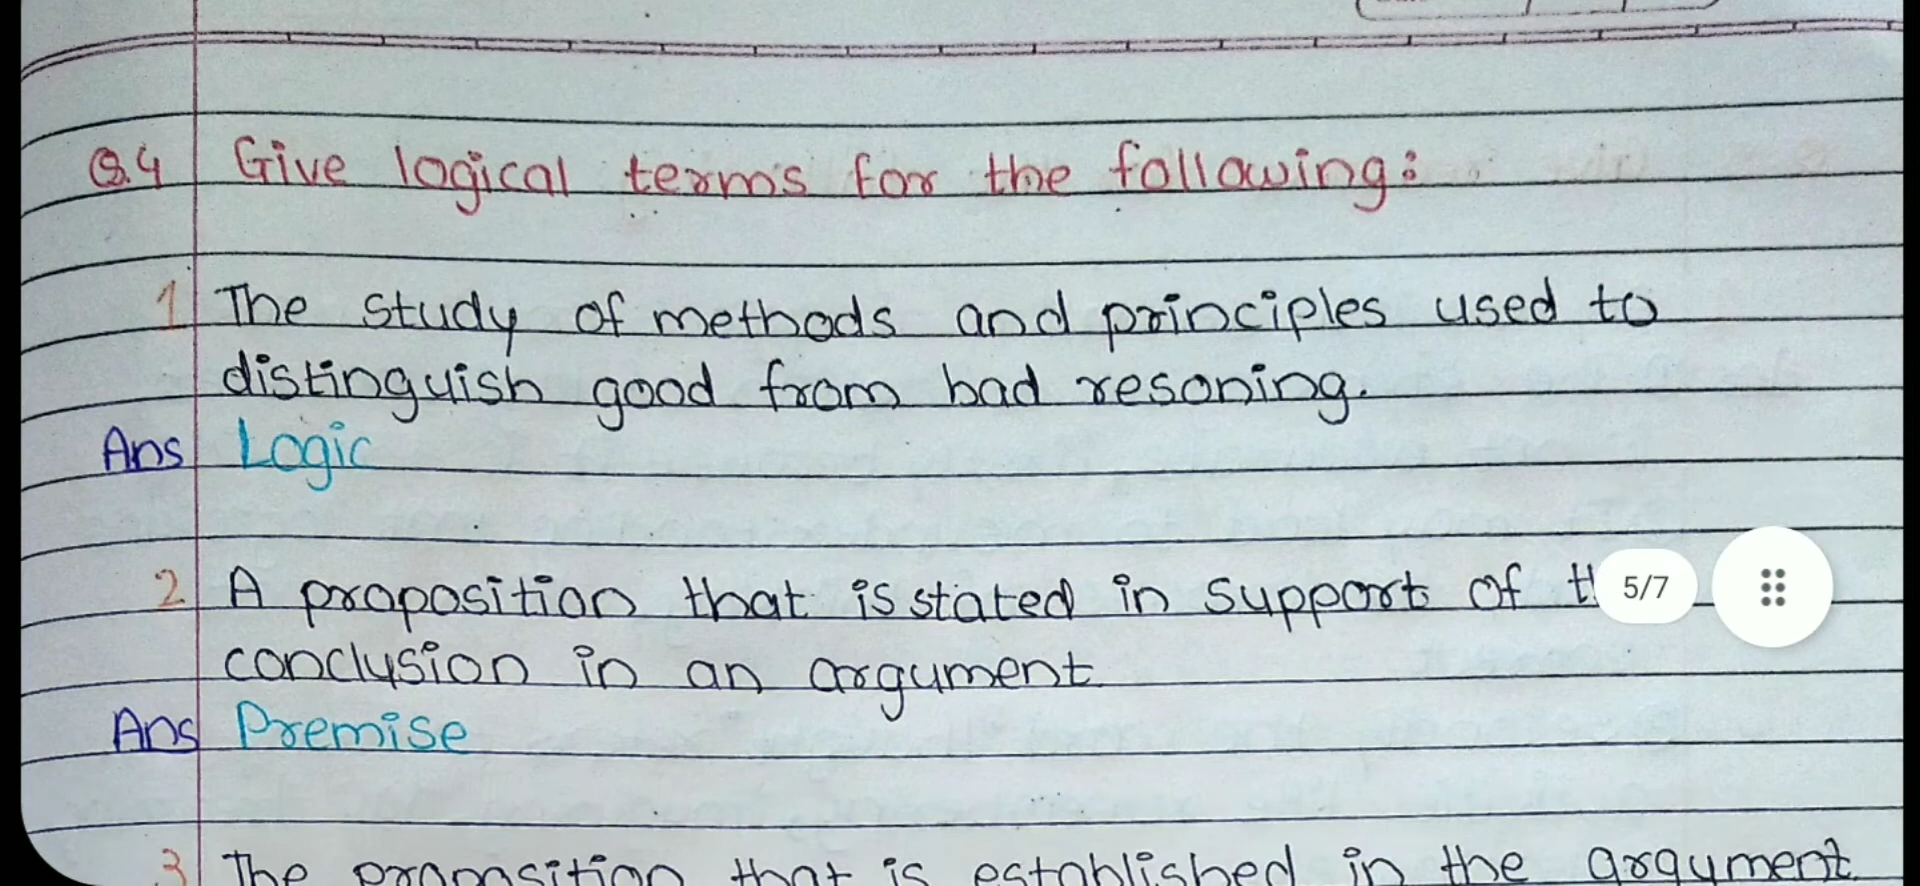 Q.4 Give logical terms for the following:
1 The study of methods and principles used to
distinguish good from bad resoning.
Ans Logic
2 A proposition that is stated in support of
5/7
conclusion in an argument
Ans Premise
3 The proposition that is established in the argument